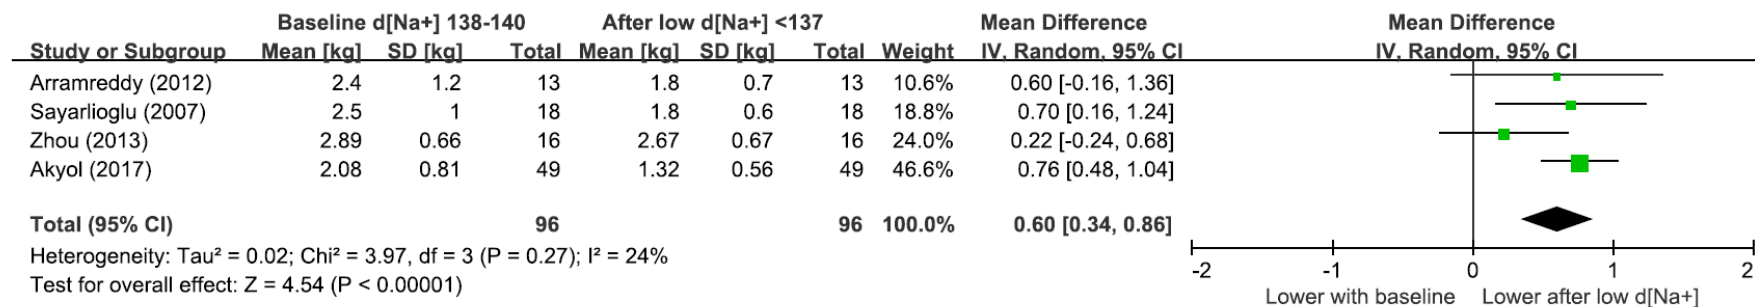 Baseline d[Na+] 138-140 After low d[Na+] <137 Mean Difference Mean Difference
Study or Subgroup Mean [kg] SD [kg] Total Mean [kg] SD [kg] Total Weight IV, Random, 95% CI IV, Random, 95% CI
Arramreddy (2012) 2.4 1.2 13 1.8 0.7 13 10.6% 0.60 [-0.16, 1.36]
Sayarlioglu (2007) 2.5 1 18 1.8 0.6 18 18.8% 0.70 [0.16, 1.24]
Zhou (2013) 2.89 0.66 16 2.67 0.67 16 24.0% 0.22 [-0.24, 0.68]
Akyol (2017) 2.08 0.81 49 1.32 0.56 49 46.6% 0.76 [0.48, 1.04]
Total (95% CI) 96 96 100.0% 0.60 [0.34, 0.86]
Heterogeneity: Tau² = 0.02; Chi² = 3.97, df = 3 (P = 0.27); I² = 24%
Test for overall effect: Z = 4.54 (P < 0.00001)
-2 -1 0 1 2
Lower with baseline Lower after low d[Na+]